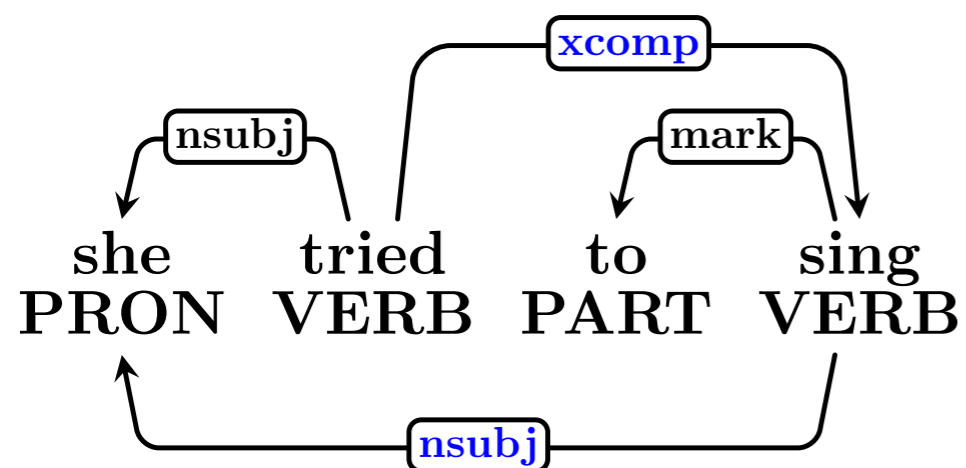 xcomp
nsubj mark
she tried to sing
PRON VERB PART VERB
nsubj